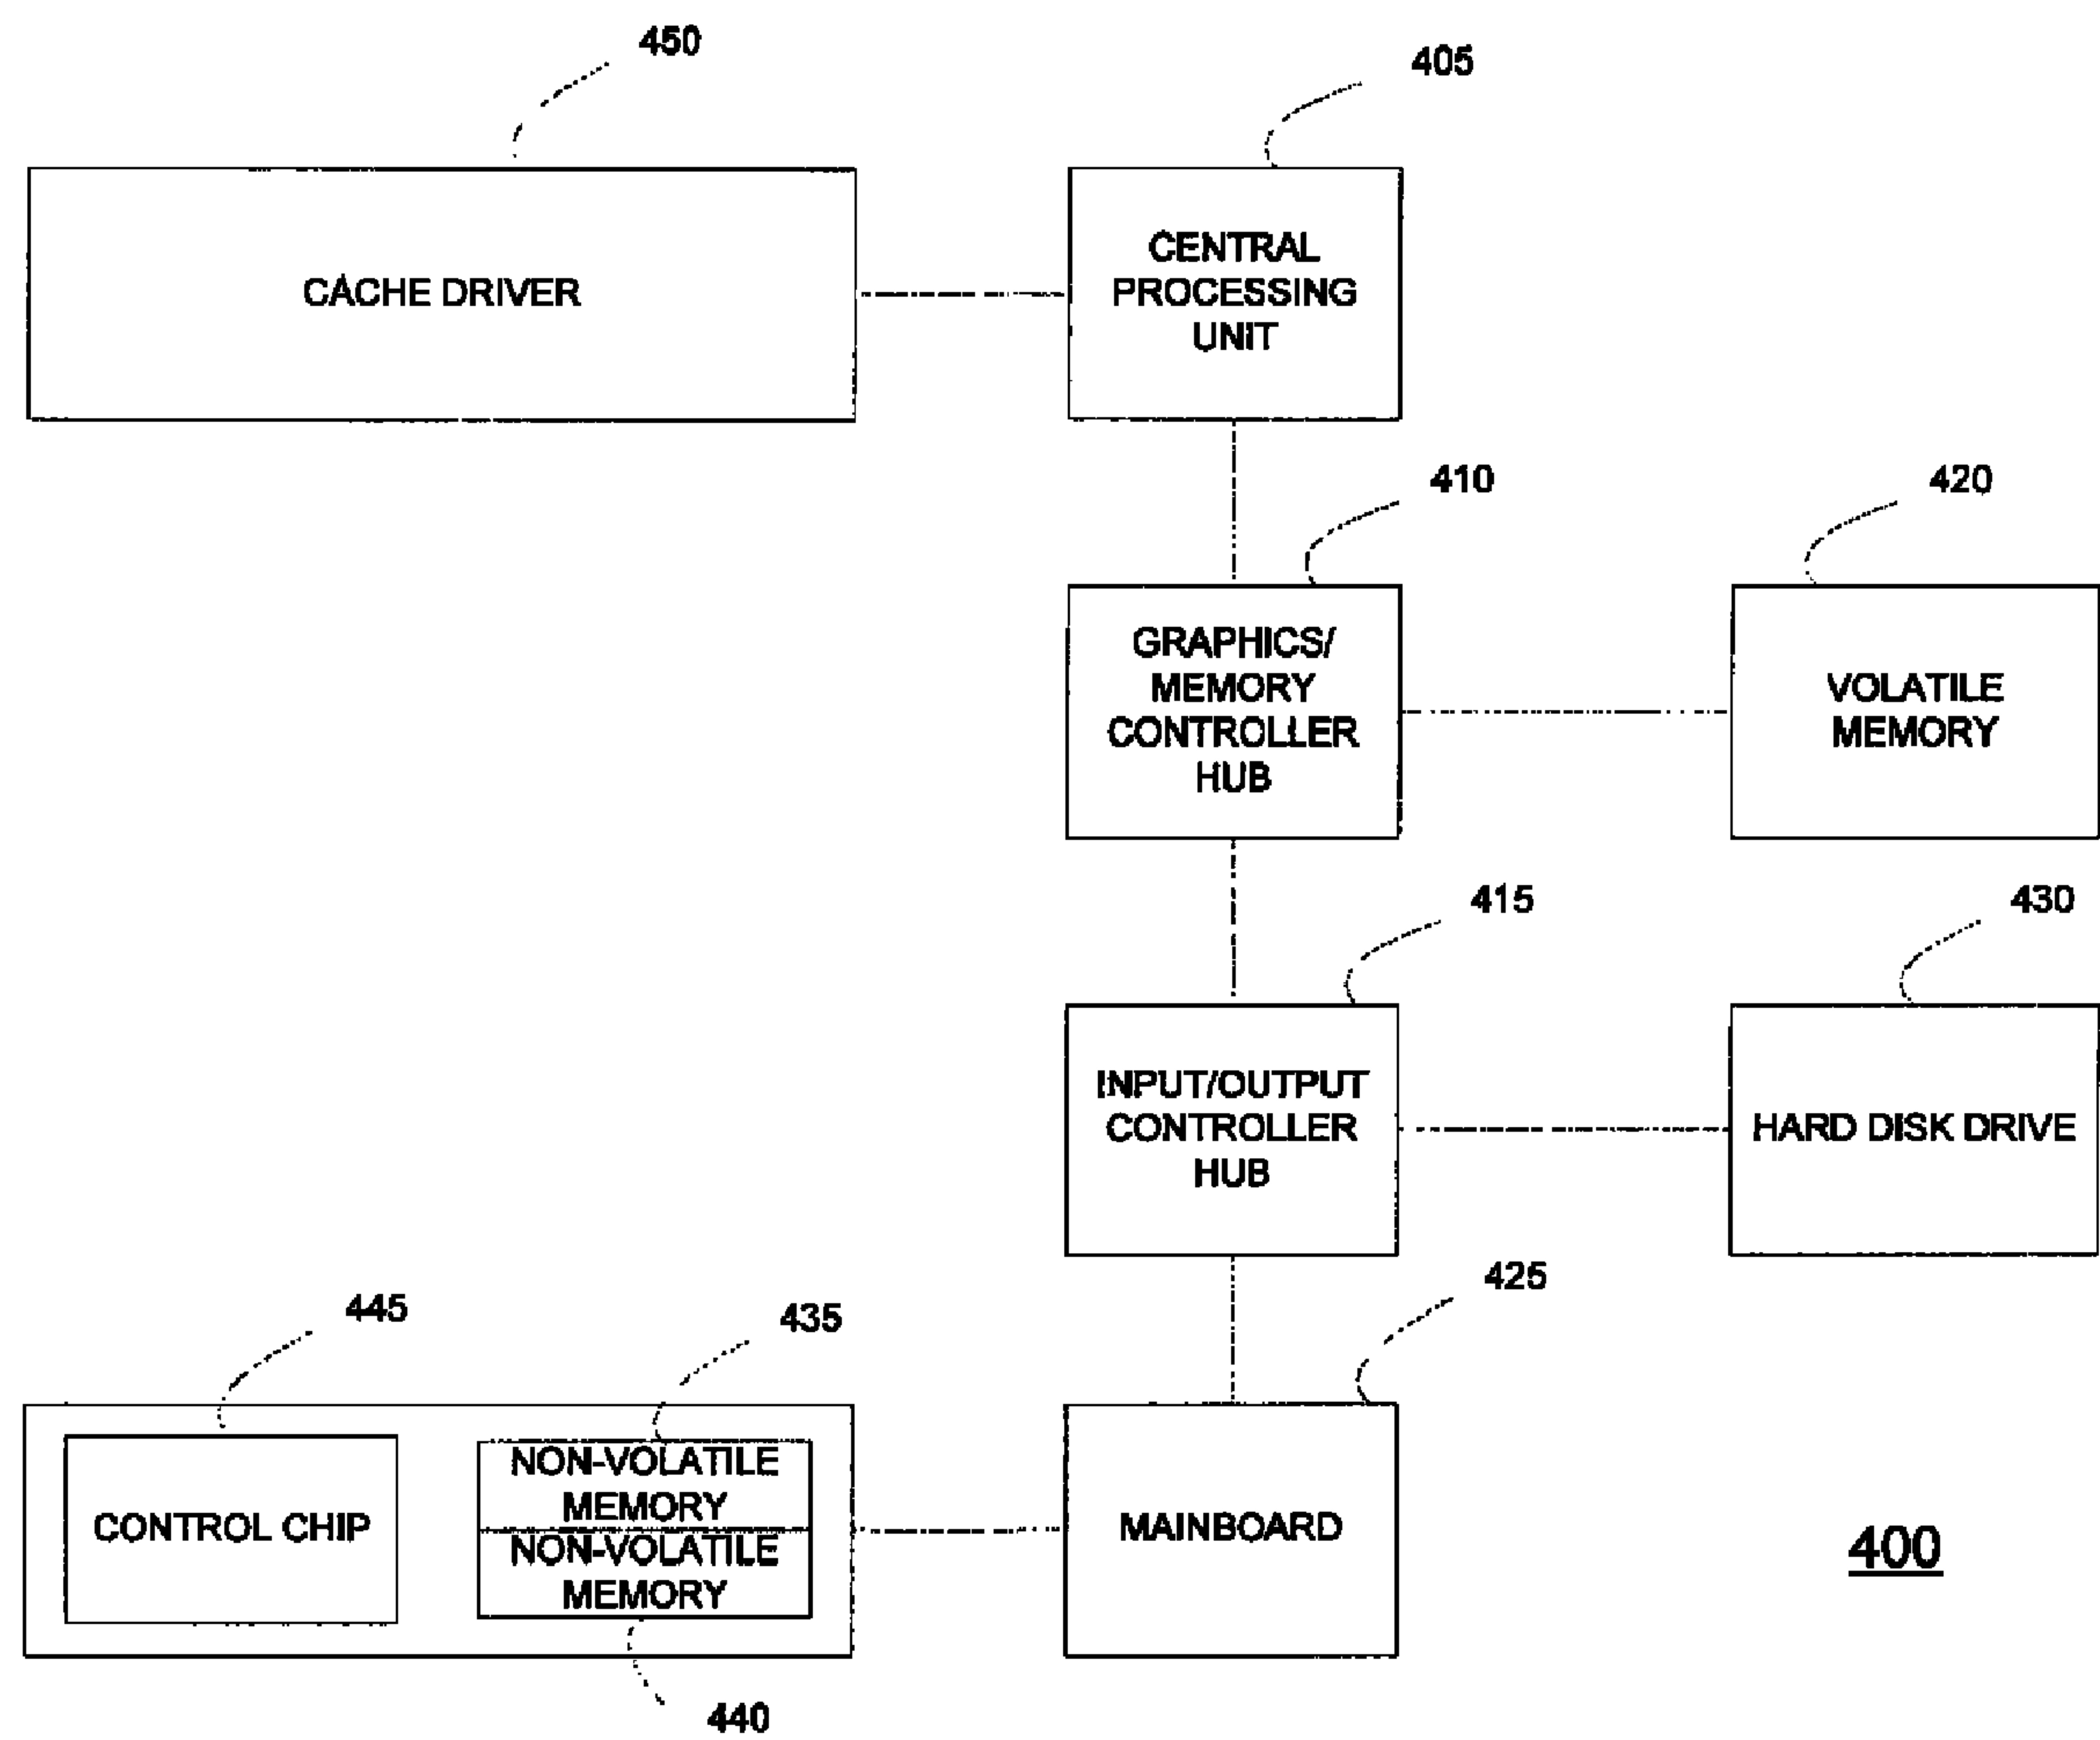 450
405
CACHE DRIVER
CENTRAL
PROCESSING
UNIT
410
420
GRAPHICS/
MEMORY
CONTROLLER
HUB
VOLATILE
MEMORY
415
430
INPUT/OUTPUT
CONTROLLER
HUB
HARD DISK DRIVE
425
445
435
CONTROL CHIP
NON-VOLATILE
MEMORY
NON-VOLATILE
MEMORY
MAINBOARD
400
440